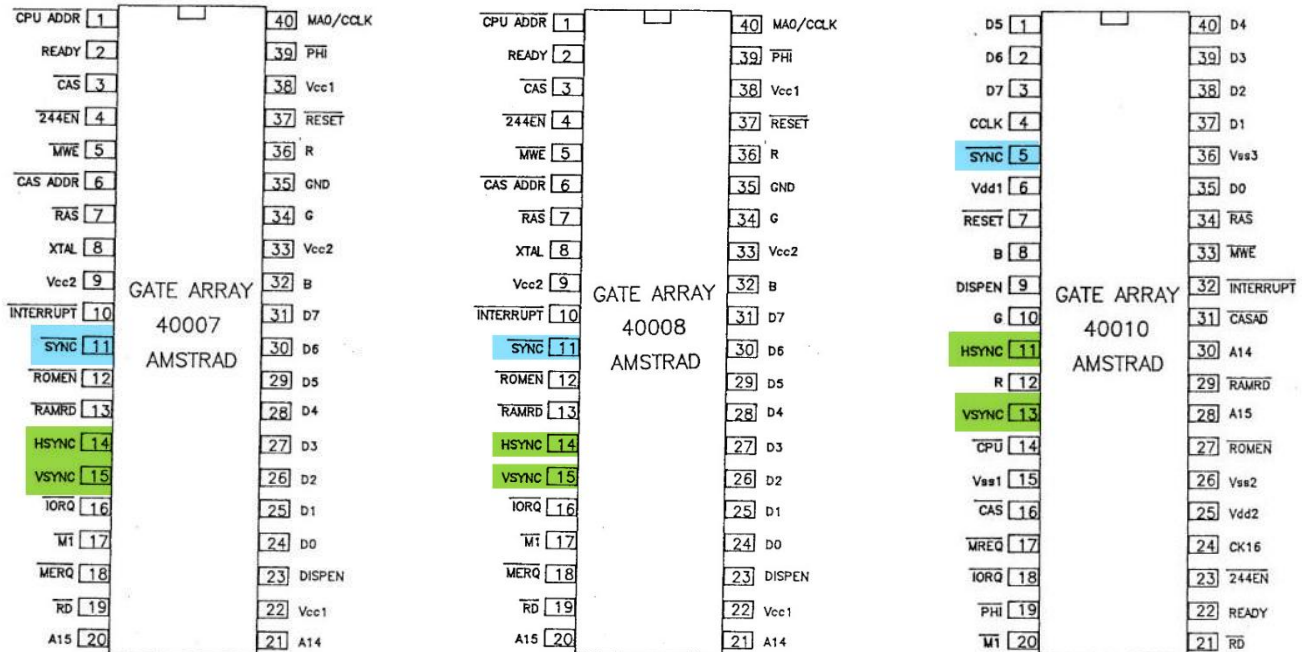 CPU ADDR 1 40 MA0/CCLK
READY 2 39 PHI
CAS 3 38 Vcc1
244EN 4 37 RESET
MWE 5 36 R
CAS ADDR 6 35 GND
RAS 7 34 G
XTAL 8 33 Vcc2
Vcc2 9 32 B
INTERRUPT 10 31 D7
SYNC 11 30 D6
ROMEN 12 29 D5
RAMRD 13 28 D4
HSYNC 14 27 D3
VSYNC 15 26 D2
IORQ 16 25 D1
M1 17 24 D0
MERQ 18 23 DISPEN
RD 19 22 Vcc1
A15 20 21 A14
GATE ARRAY
40007
AMSTRAD
CPU ADDR 1 40 MA0/CCLK
READY 2 39 PHI
CAS 3 38 Vcc1
244EN 4 37 RESET
MWE 5 36 R
CAS ADDR 6 35 GND
RAS 7 34 G
XTAL 8 33 Vcc2
Vcc2 9 32 B
INTERRUPT 10 31 D7
SYNC 11 30 D6
ROMEN 12 29 D5
RAMRD 13 28 D4
HSYNC 14 27 D3
VSYNC 15 26 D2
IORQ 16 25 D1
M1 17 24 D0
MERQ 18 23 DISPEN
RD 19 22 Vcc1
A15 20 21 A14
GATE ARRAY
40008
AMSTRAD
D5 1 40 D4
D6 2 39 D3
D7 3 38 D2
CCLK 4 37 D1
SYNC 5 36 Vss3
Vdd1 6 35 D0
RESET 7 34 RAS
B 8 33 MWE
DISPEN 9 32 INTERRUPT
G 10 31 CASAD
HSYNC 11 30 A14
R 12 29 RAMRD
VSYNC 13 28 A15
CPU 14 27 ROMEN
Vss1 15 26 Vss2
CAS 16 25 Vdd2
MREQ 17 24 CK16
IORQ 18 23 244EN
PHI 19 22 READY
M1 20 21 RD
GATE ARRAY
40010
AMSTRAD